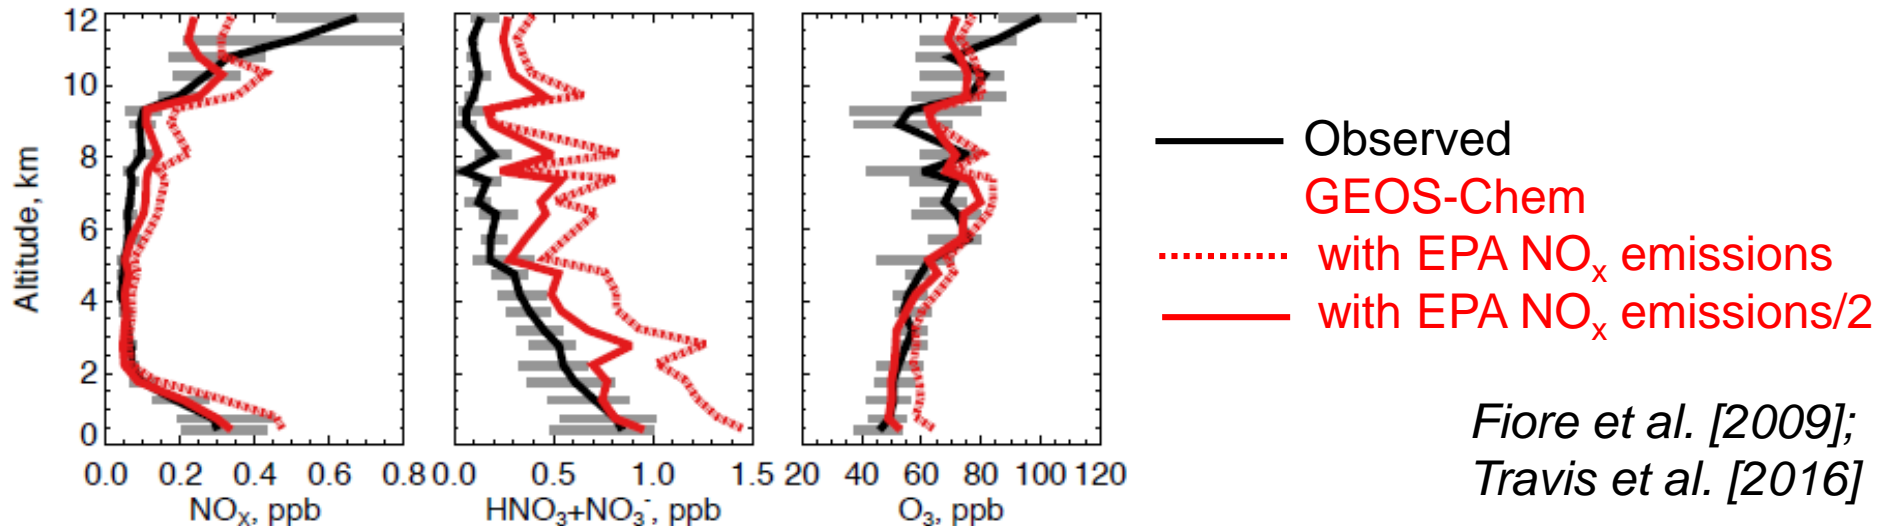 12
10
8
6
4
2
0
Altitude, km
0.0 0.2 0.4 0.6 0.8
NOx, ppb
0.0 0.5 1.0 1.5
HNO3+NO3-, ppb
20 40 60 80 100 120
O3, ppb
Observed
GEOS-Chem
with EPA NOx emissions
with EPA NOx emissions/2
Fiore et al. [2009];
Travis et al. [2016]